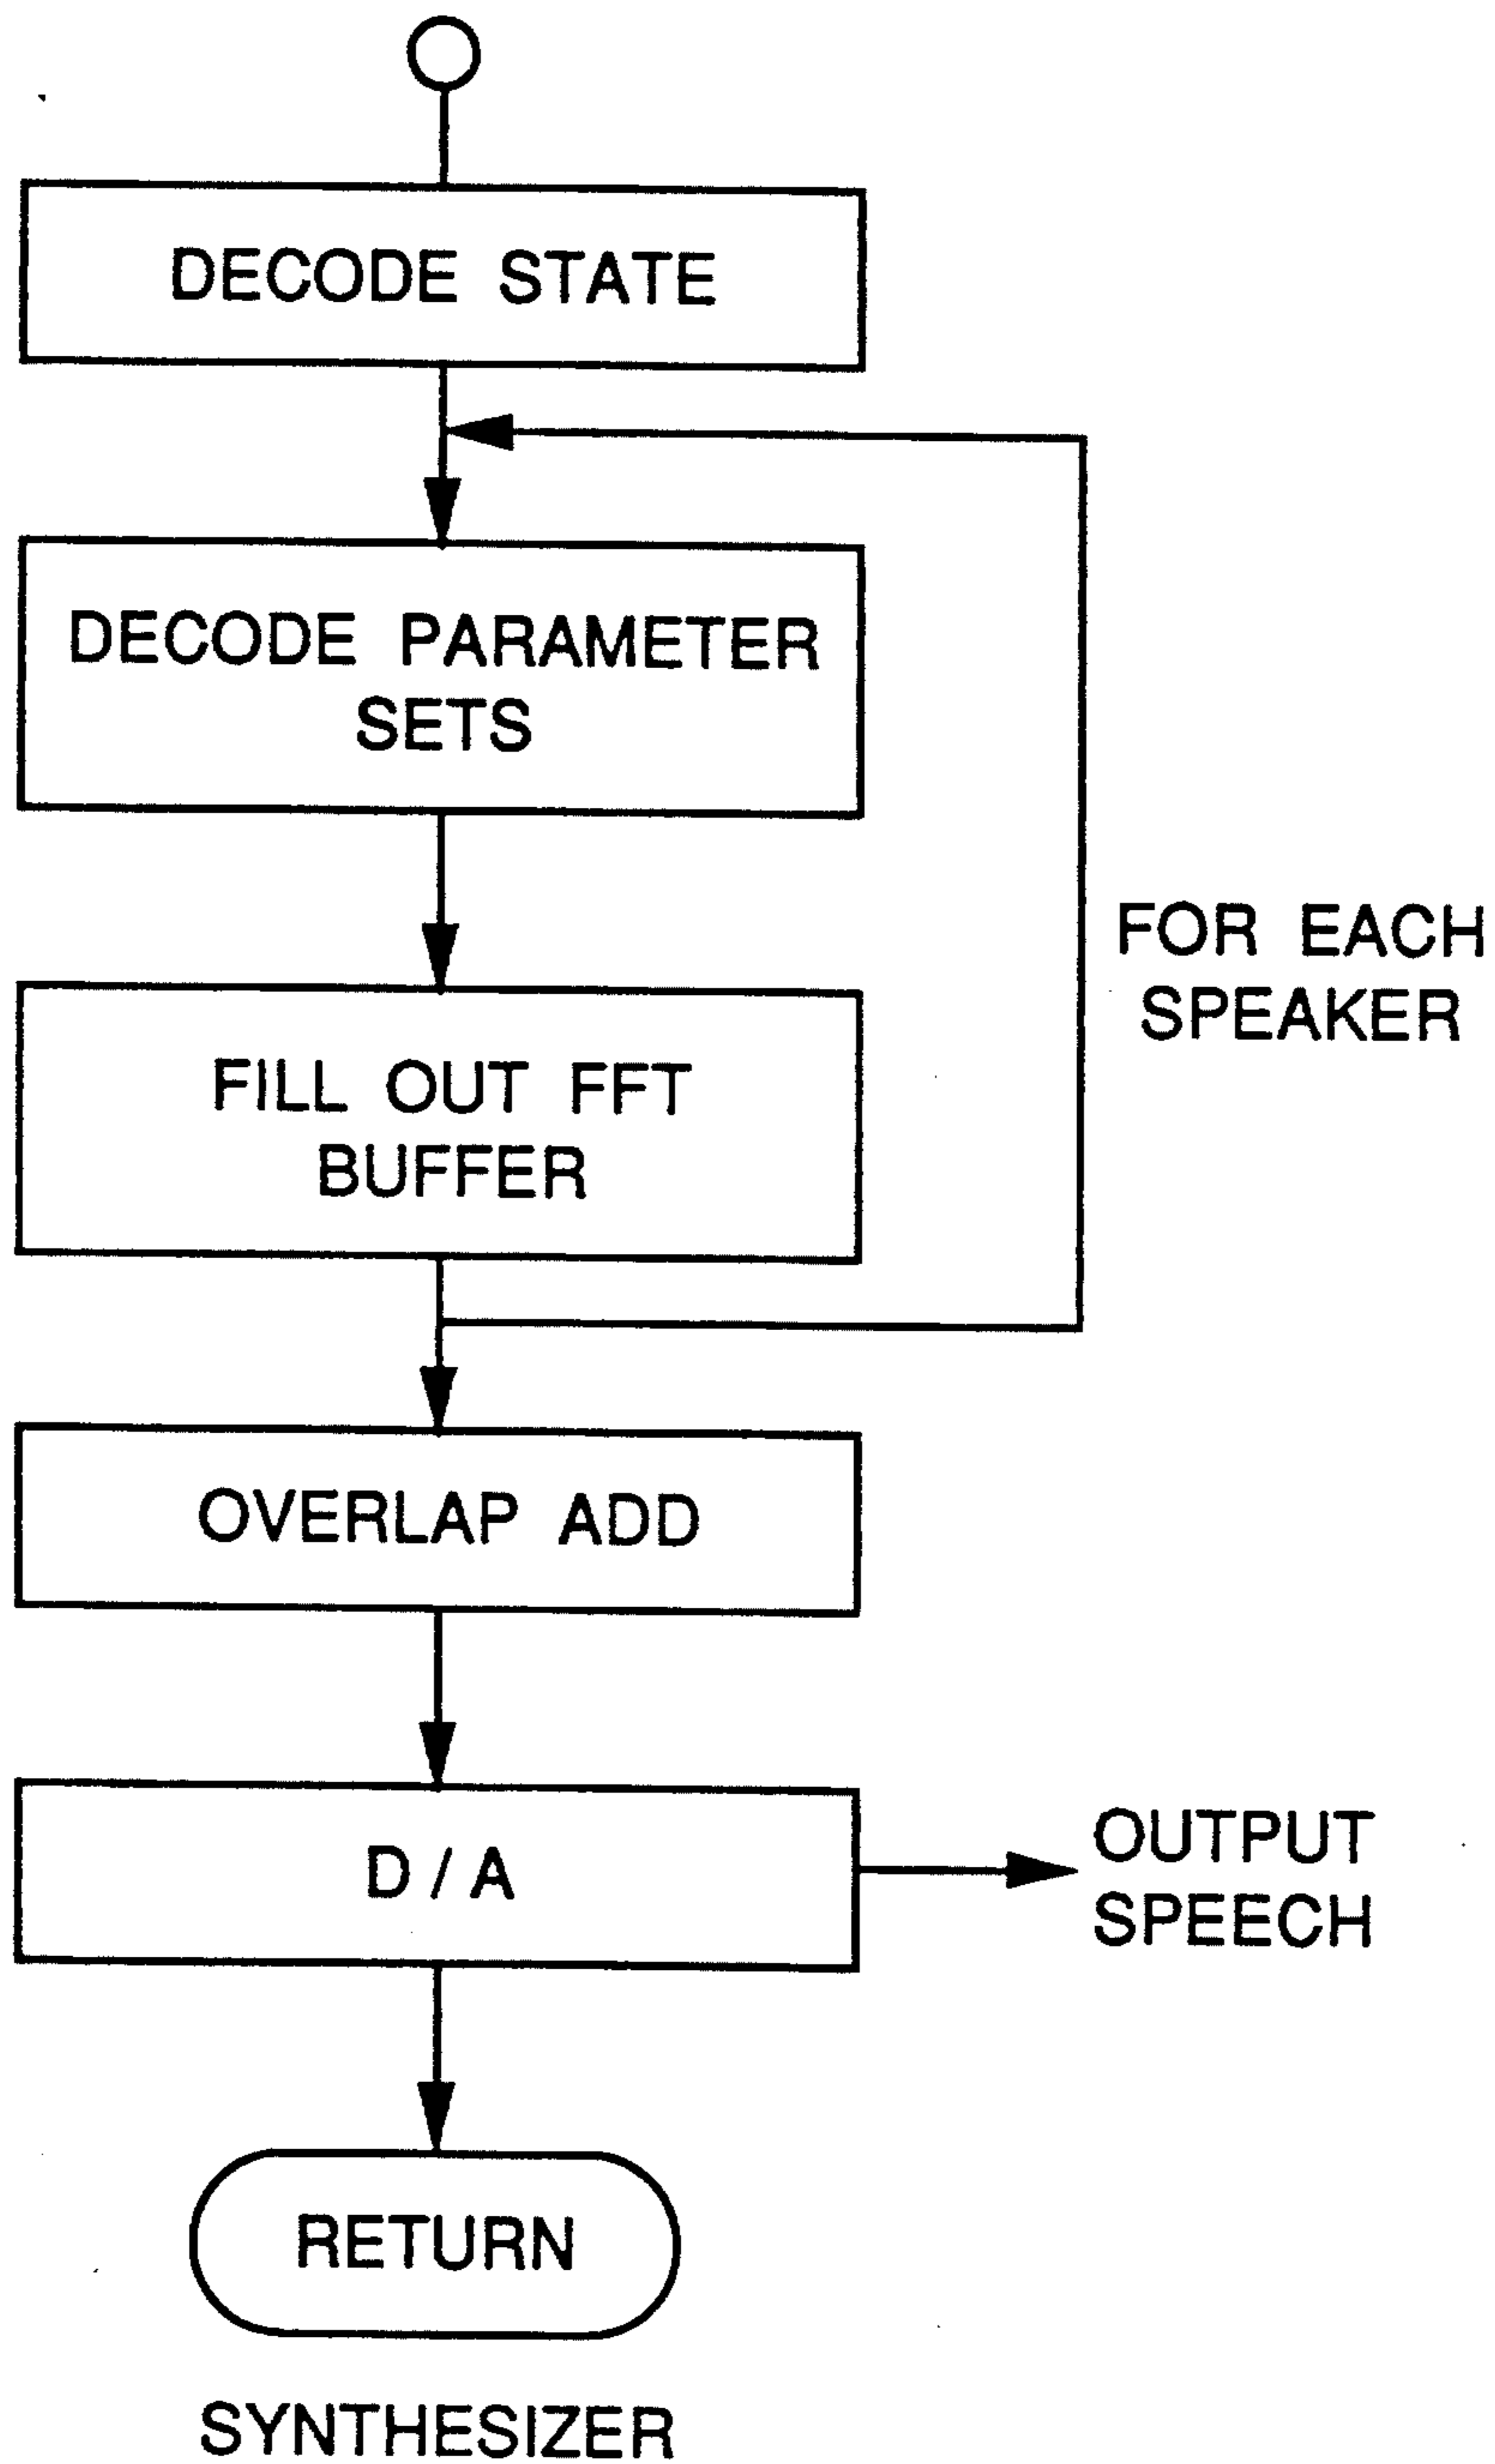 DECODE STATE
DECODE PARAMETER
SETS
FOR EACH
SPEAKER
FILL OUT FFT
BUFFER
OVERLAP ADD
D / A
OUTPUT
SPEECH
RETURN
SYNTHESIZER